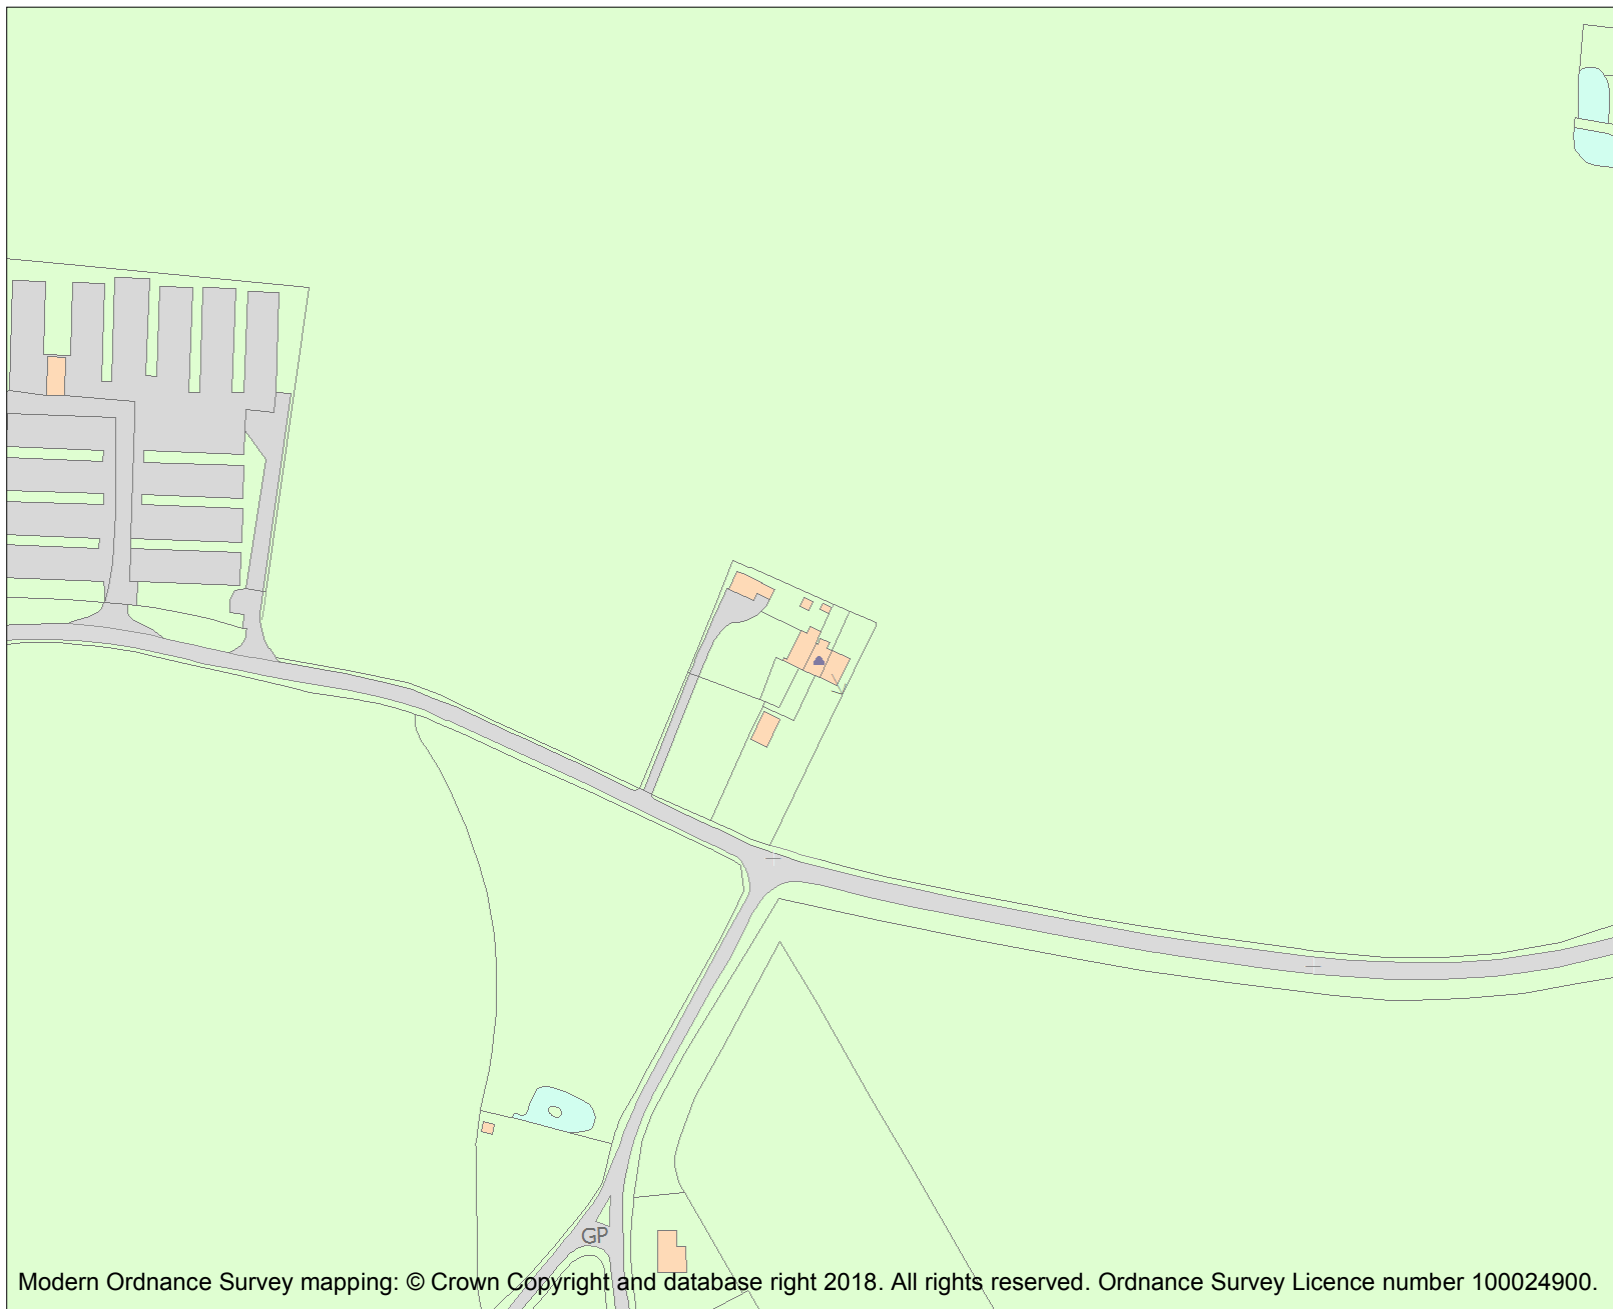 GP
Modern Ordnance Survey mapping: © Crown Copyright and database right 2018. All rights reserved. Ordnance Survey Licence number 100024900.